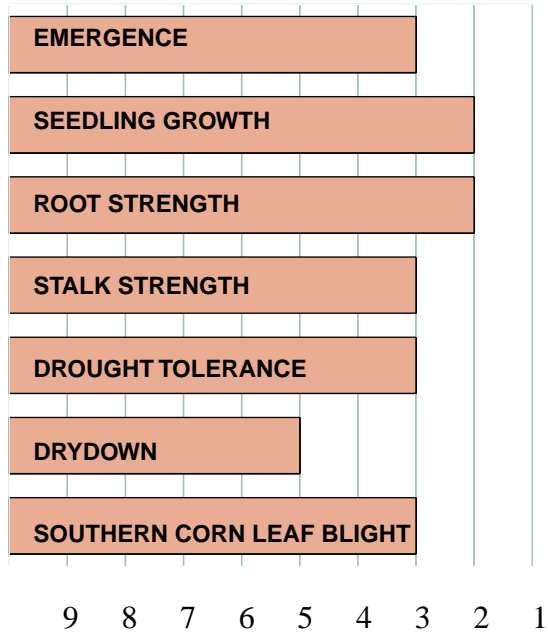 EMERGENCE
SEEDLING GROWTH
ROOT STRENGTH
STALK STRENGTH
DROUGHT TOLERANCE
DRYDOWN
SOUTHERN CORN LEAF BLIGHT
9 8 7 6 5 4 3 2 1